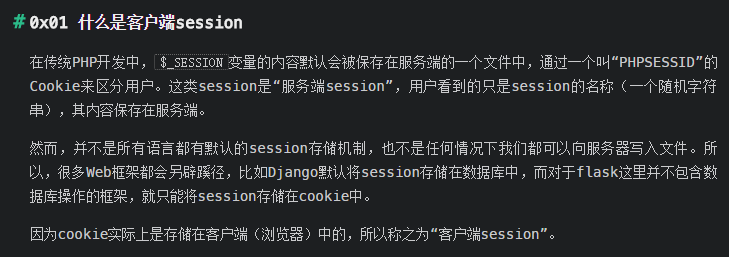 # 0x01 什么是客户端session
在传统PHP开发中，$_SESSION变量的内容默认会被保存在服务端的一个文件中，通过一个叫“PHPSESSID”的
Cookie来区分用户。这类session是“服务端session”，用户看到的只是session的名称（一个随机字符
串），其内容保存在服务端。
然而，并不是所有语言都有默认的session存储机制，也不是任何情况下我们都可以向服务器写入文件。所
以，很多Web框架都会另辟蹊径，比如Django默认将session存储在数据库中，而对于flask这里并不包含数
据库操作的框架，就只能将session存储在cookie中。
因为cookie实际上是存储在客户端（浏览器）中的，所以称之为“客户端session”。